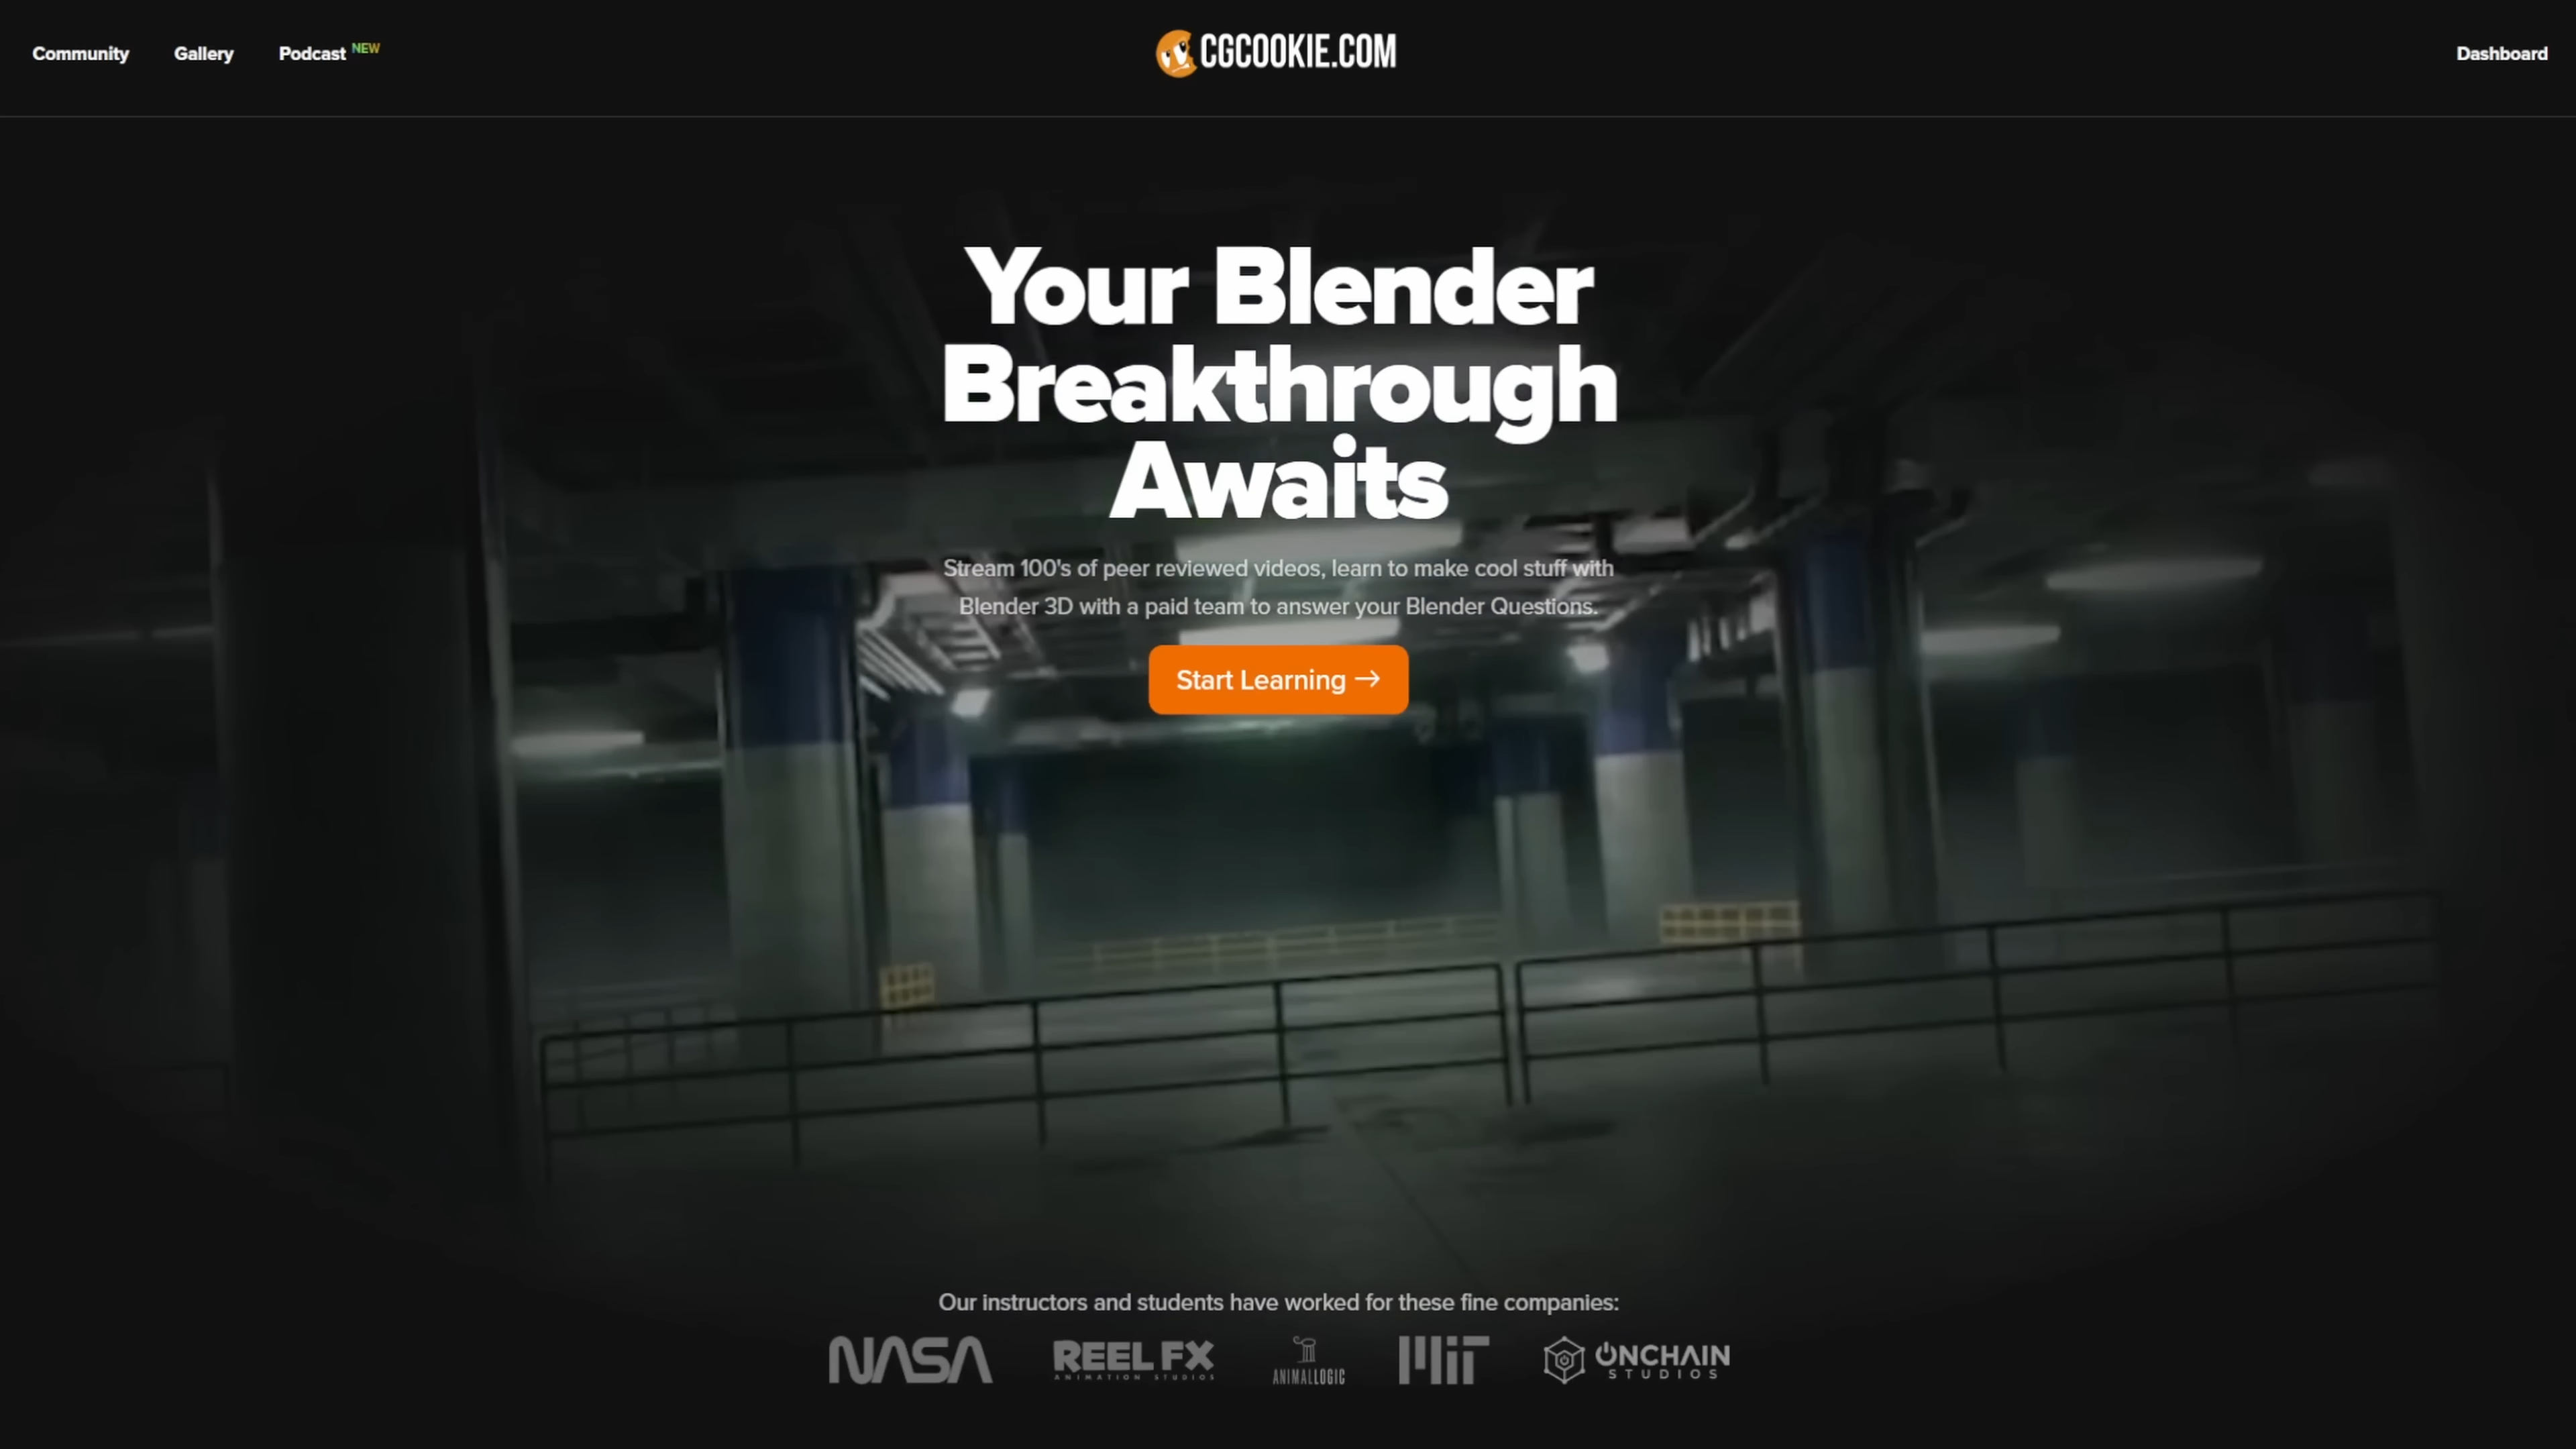 Community Gallery Podcast NEW CGCOOKIE.COM Dashboard
Your Blender
Breakthrough
Awaits
Stream 100's of peer reviewed videos, learn to make cool stuff with
Blender 3D with a paid team to answer your Blender Questions.
Start Learning →
Our instructors and students have worked for these fine companies:
NASA
REEL FX
ANIMATION STUDIOS
ANIMALLOGIC
MIT
ONCHAIN
STUDIOS